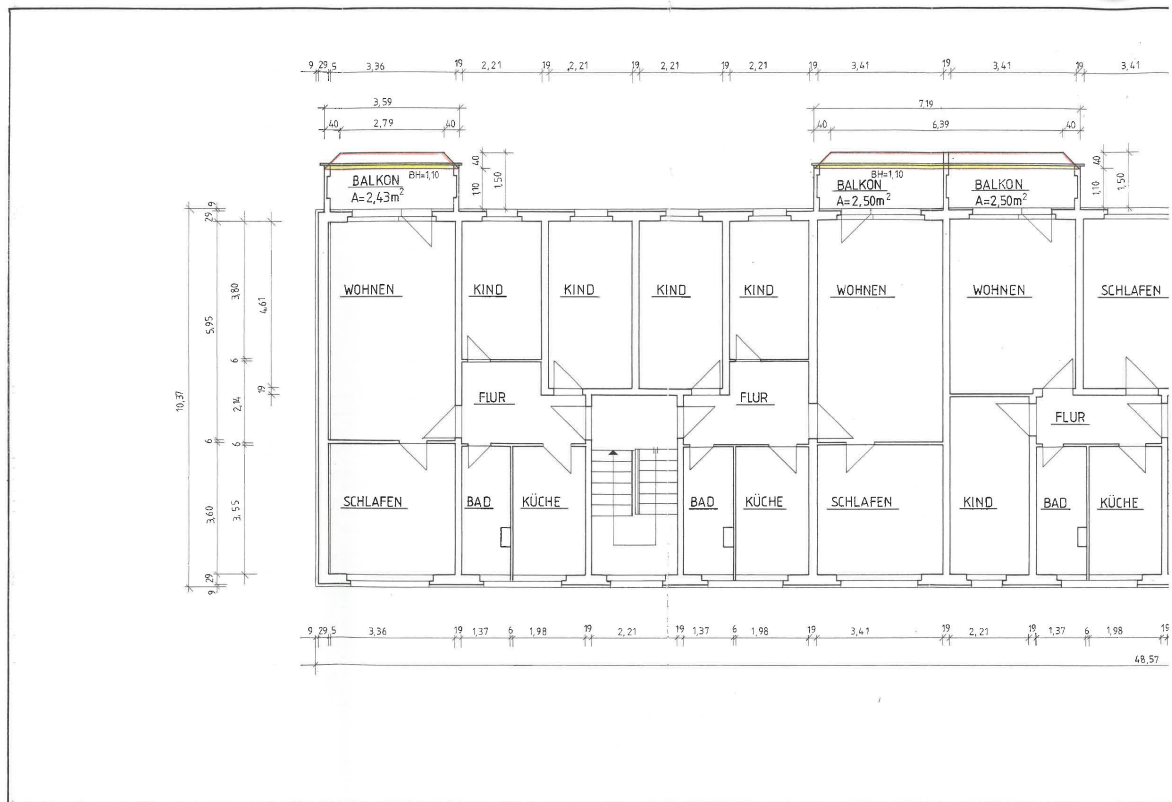 9 29 5 3,36 19 2,21 19 2,21 19 2,21 19 2,21 19 3,41 19 3,41 19 3,41
3,59
7,19
40 2,79 40
40 6,39 40
40
1,10
1,50
40
1,10
1,50
BALKON BH=1,10
A=2,43m²
BH=1,10
BALKON
A=2,50m²
BALKON
A=2,50m²
9
29
3,80
4,61
5,95
6
19
10,37
2,14
6
6
3,60
3,55
29
9
WOHNEN KIND KIND KIND KIND WOHNEN WOHNEN SCHLAFEN
FLUR FLUR
FLUR
SCHLAFEN BAD KÜCHE BAD KÜCHE SCHLAFEN KIND BAD KÜCHE
9 29 5 3,36 19 1,37 6 1,98 19 2,21 19 1,37 6 1,98 19 3,41 19 2,21 19 1,37 6 1,98 19
48,57